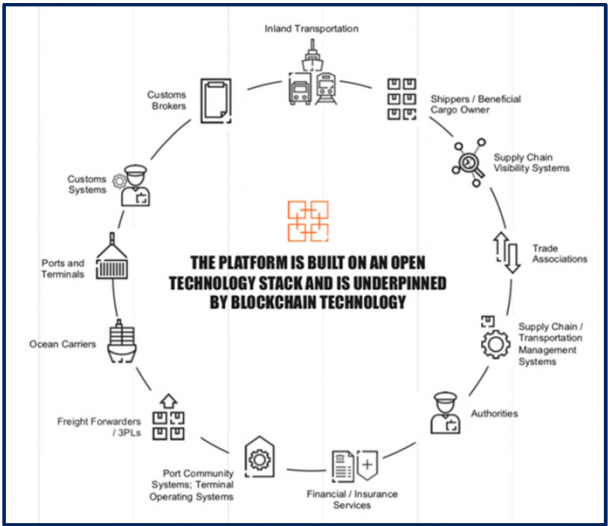 Inland Transportation
Customs
Brokers
Shippers / Beneficial
Cargo Owner
Supply Chain
Visibility Systems
Customs
Systems
Trade
Associations
THE PLATFORM IS BUILT ON AN OPEN
TECHNOLOGY STACK AND IS UNDERPINNED
BY BLOCKCHAIN TECHNOLOGY
Ports and
Terminals
Supply Chain /
Transportation
Management
Systems
Ocean Carriers
Authorities
Freight Forwarders
/ 3PLs
Port Community
Systems; Terminal
Operating Systems
Financial / Insurance
Services